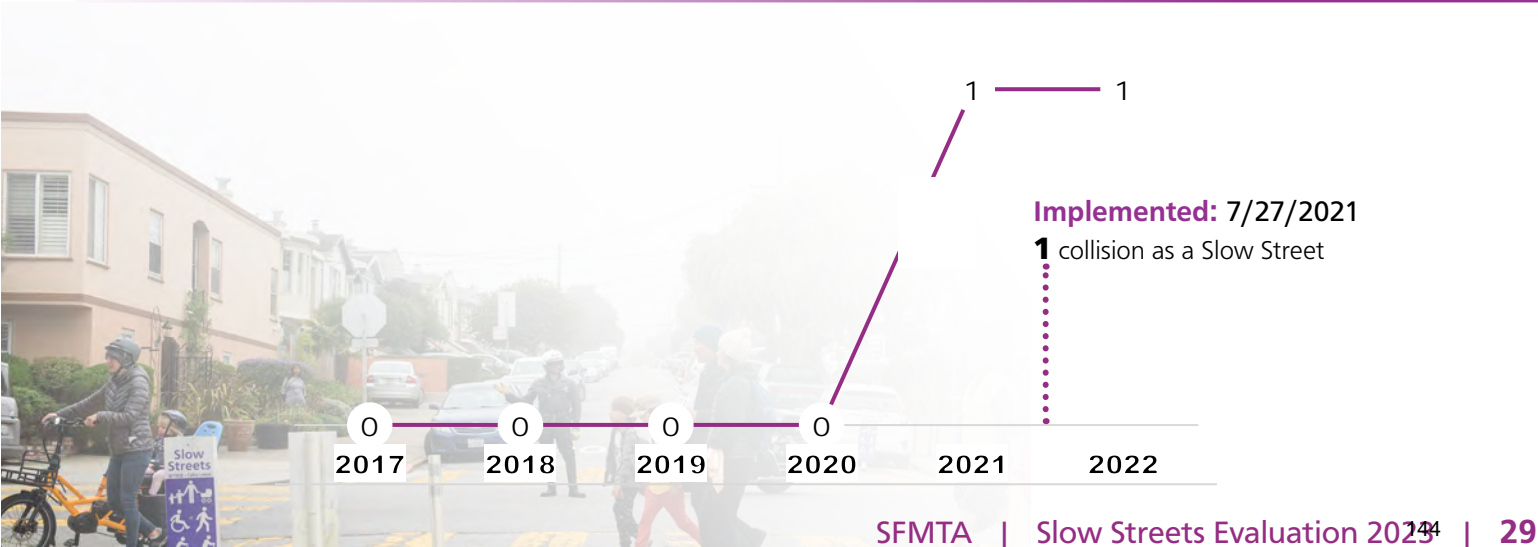 1 1
Implemented: 7/27/2021
1 collision as a Slow Street
0 0 0 0
2017 2018 2019 2020 2021 2022
Slow
Streets
SFMTA | Slow Streets Evaluation 2023 144 | 29